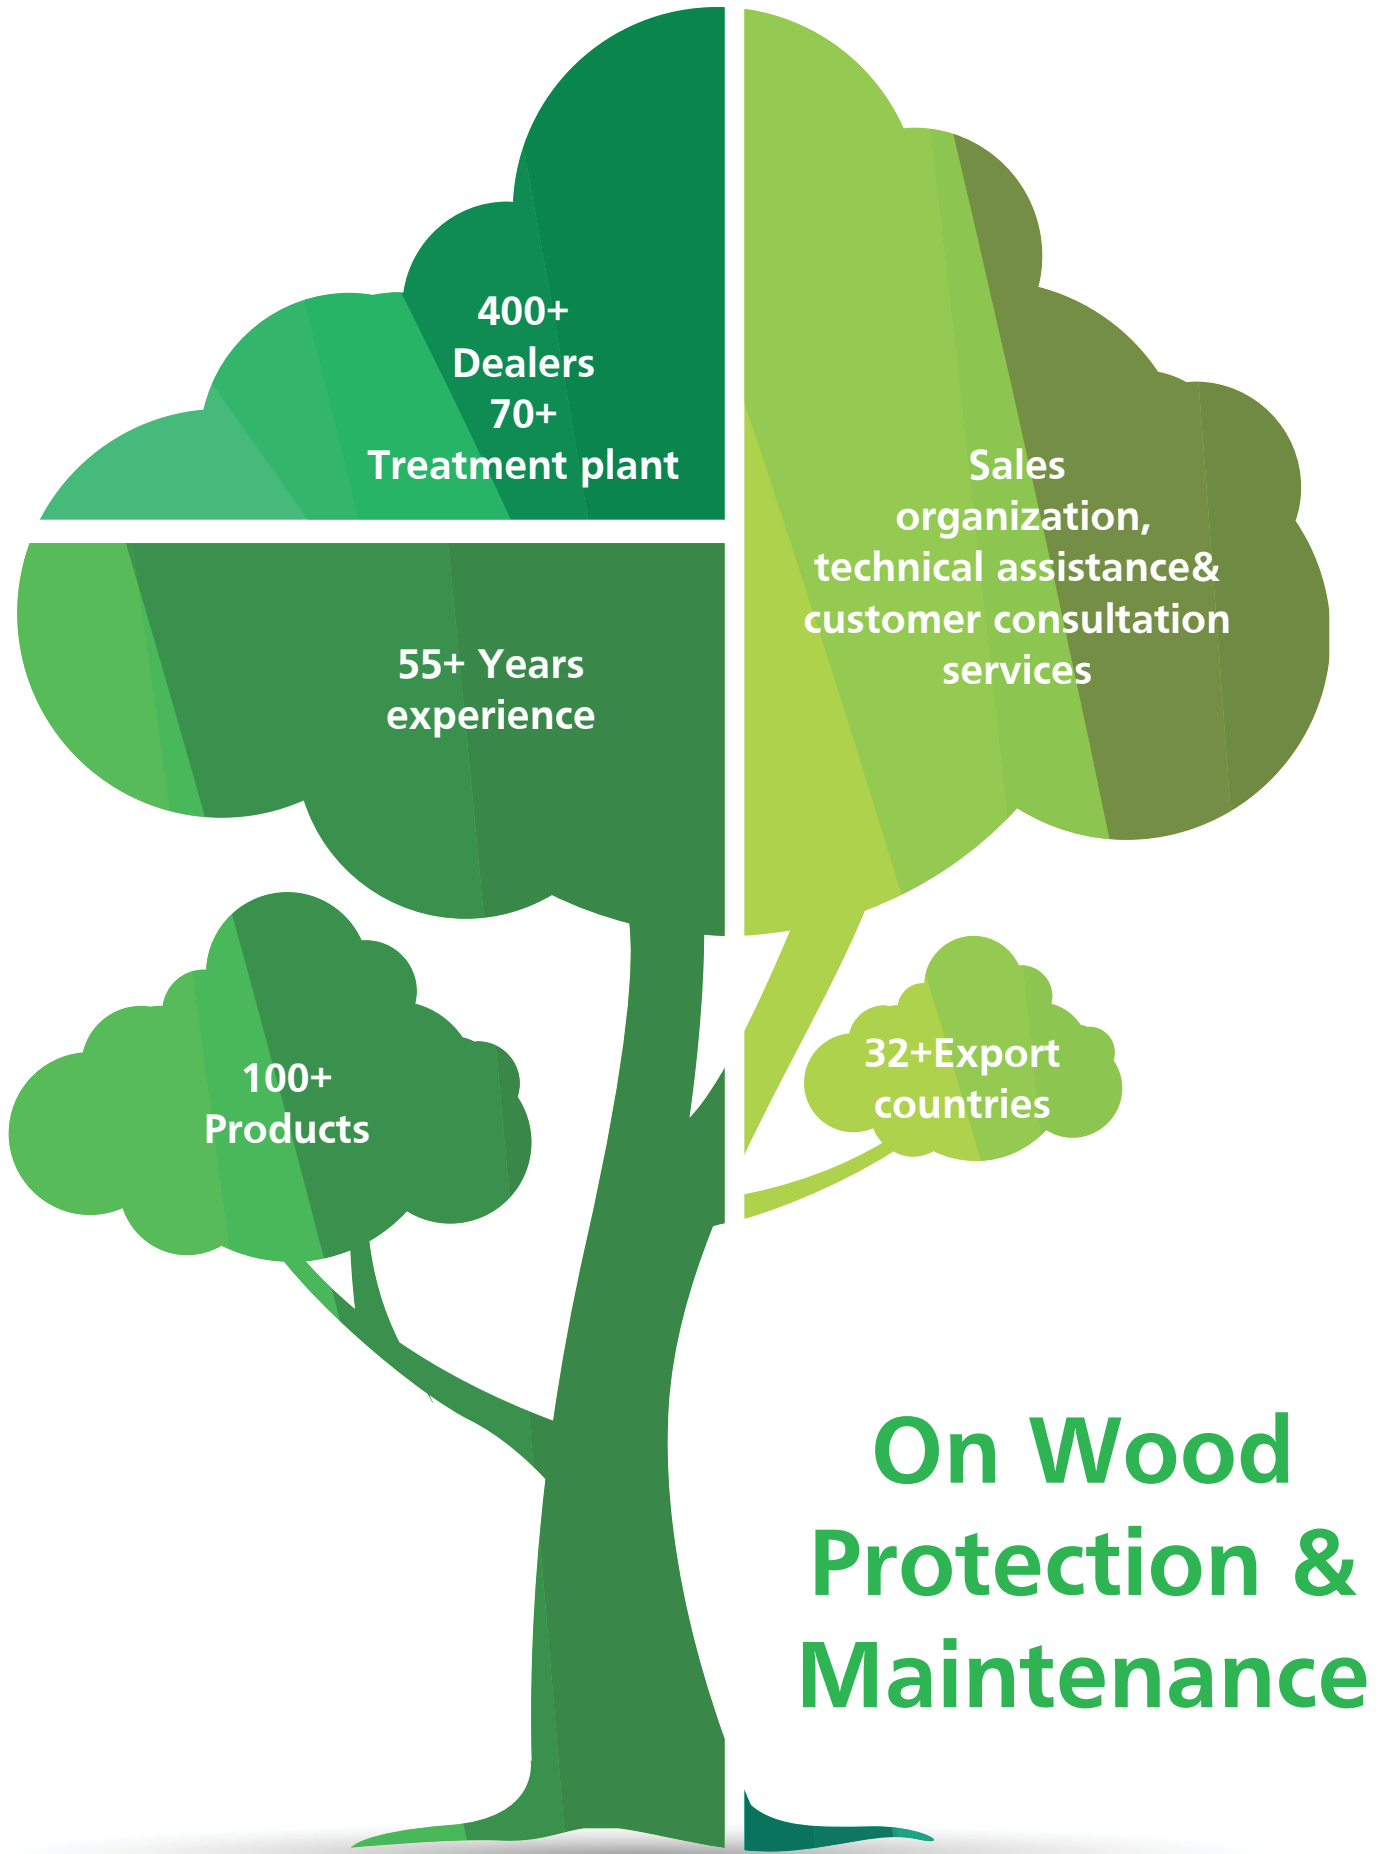 400+
Dealers
70+
Treatment plant
Sales
organization,
technical assistance&
customer consultation
services
55+ Years
experience
100+
Products
32+Export
countries
On Wood
Protection &
Maintenance